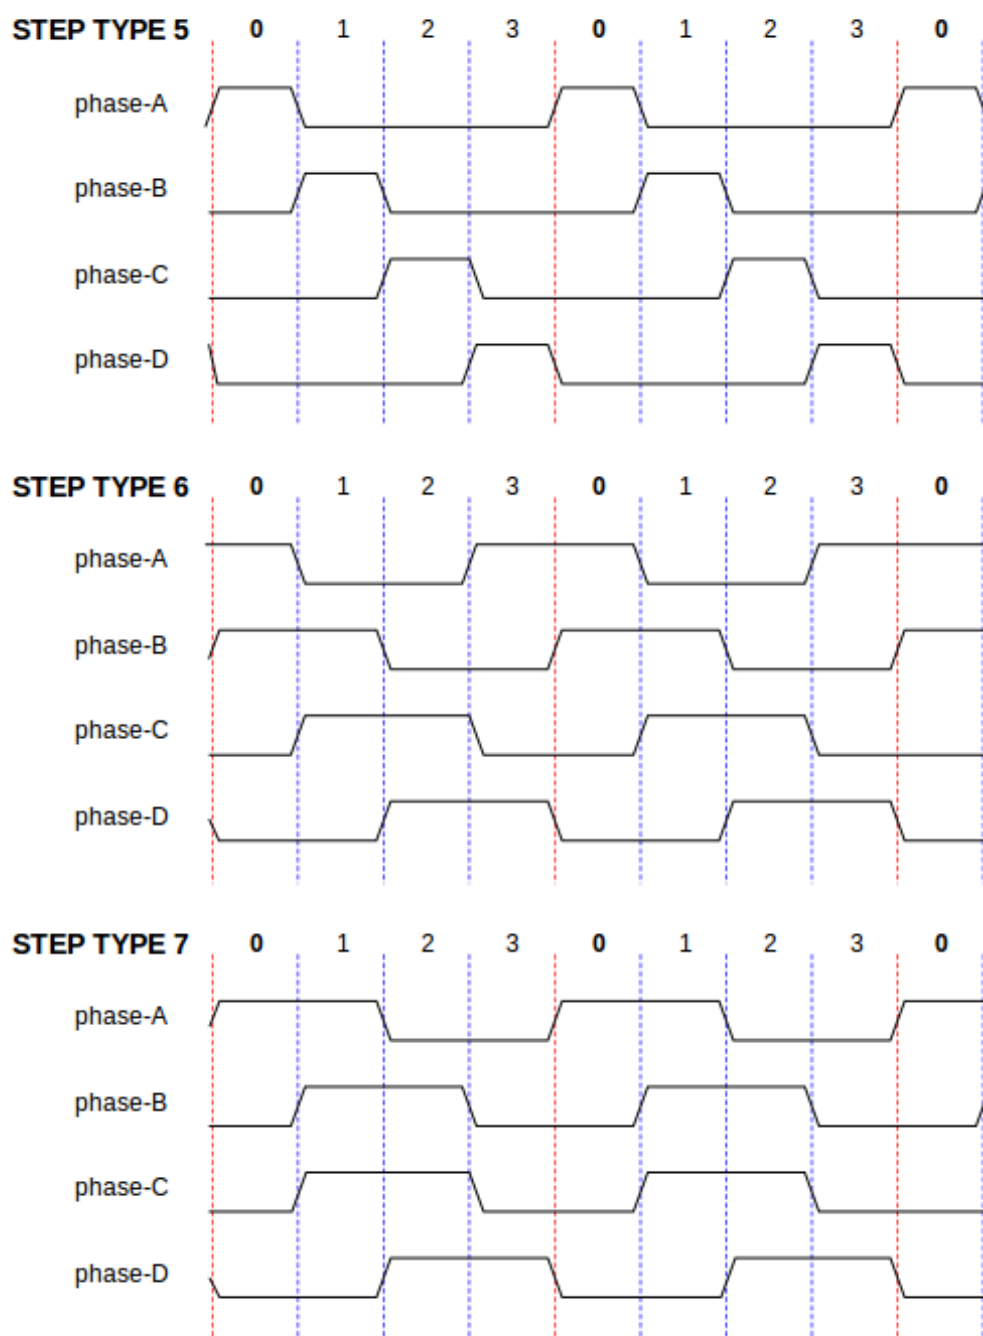 STEP TYPE 5 0 1 2 3 0 1 2 3 0
phase-A
phase-B
phase-C
phase-D
STEP TYPE 6 0 1 2 3 0 1 2 3 0
phase-A
phase-B
phase-C
phase-D
STEP TYPE 7 0 1 2 3 0 1 2 3 0
phase-A
phase-B
phase-C
phase-D